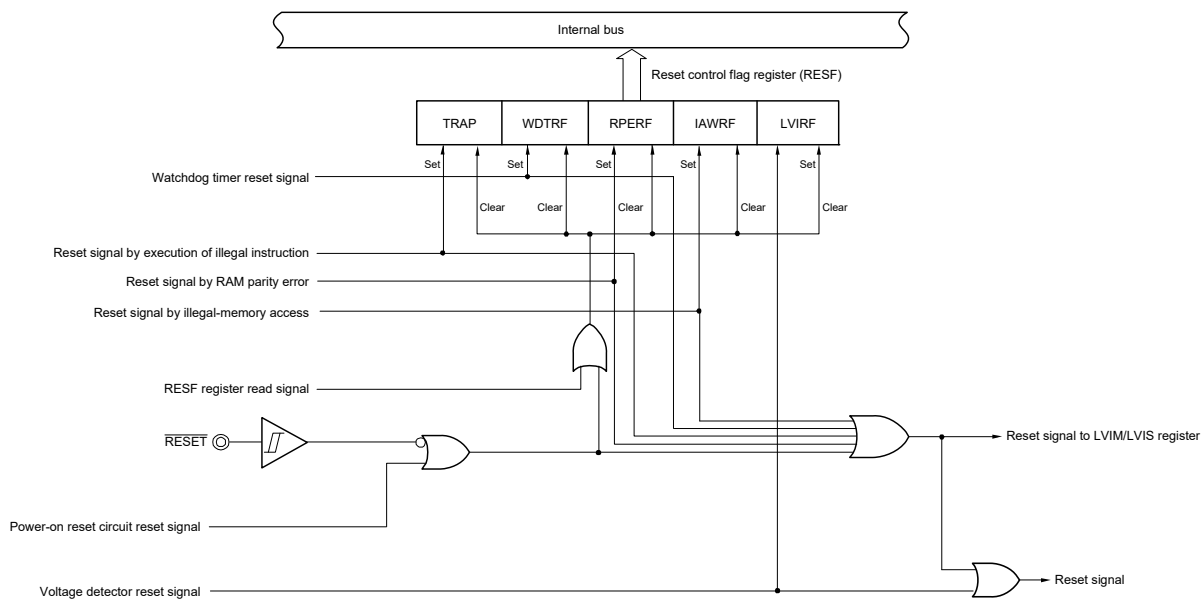 Internal bus
Reset control flag register (RESF)
TRAP WDTRF RPERF IAWRF LVIRF
Set Set Set Set Set
Watchdog timer reset signal
Clear Clear Clear Clear Clear
Reset signal by execution of illegal instruction
Reset signal by RAM parity error
Reset signal by illegal-memory access
RESF register read signal
RESET
Reset signal to LVIM/LVIS register
Power-on reset circuit reset signal
Reset signal
Voltage detector reset signal